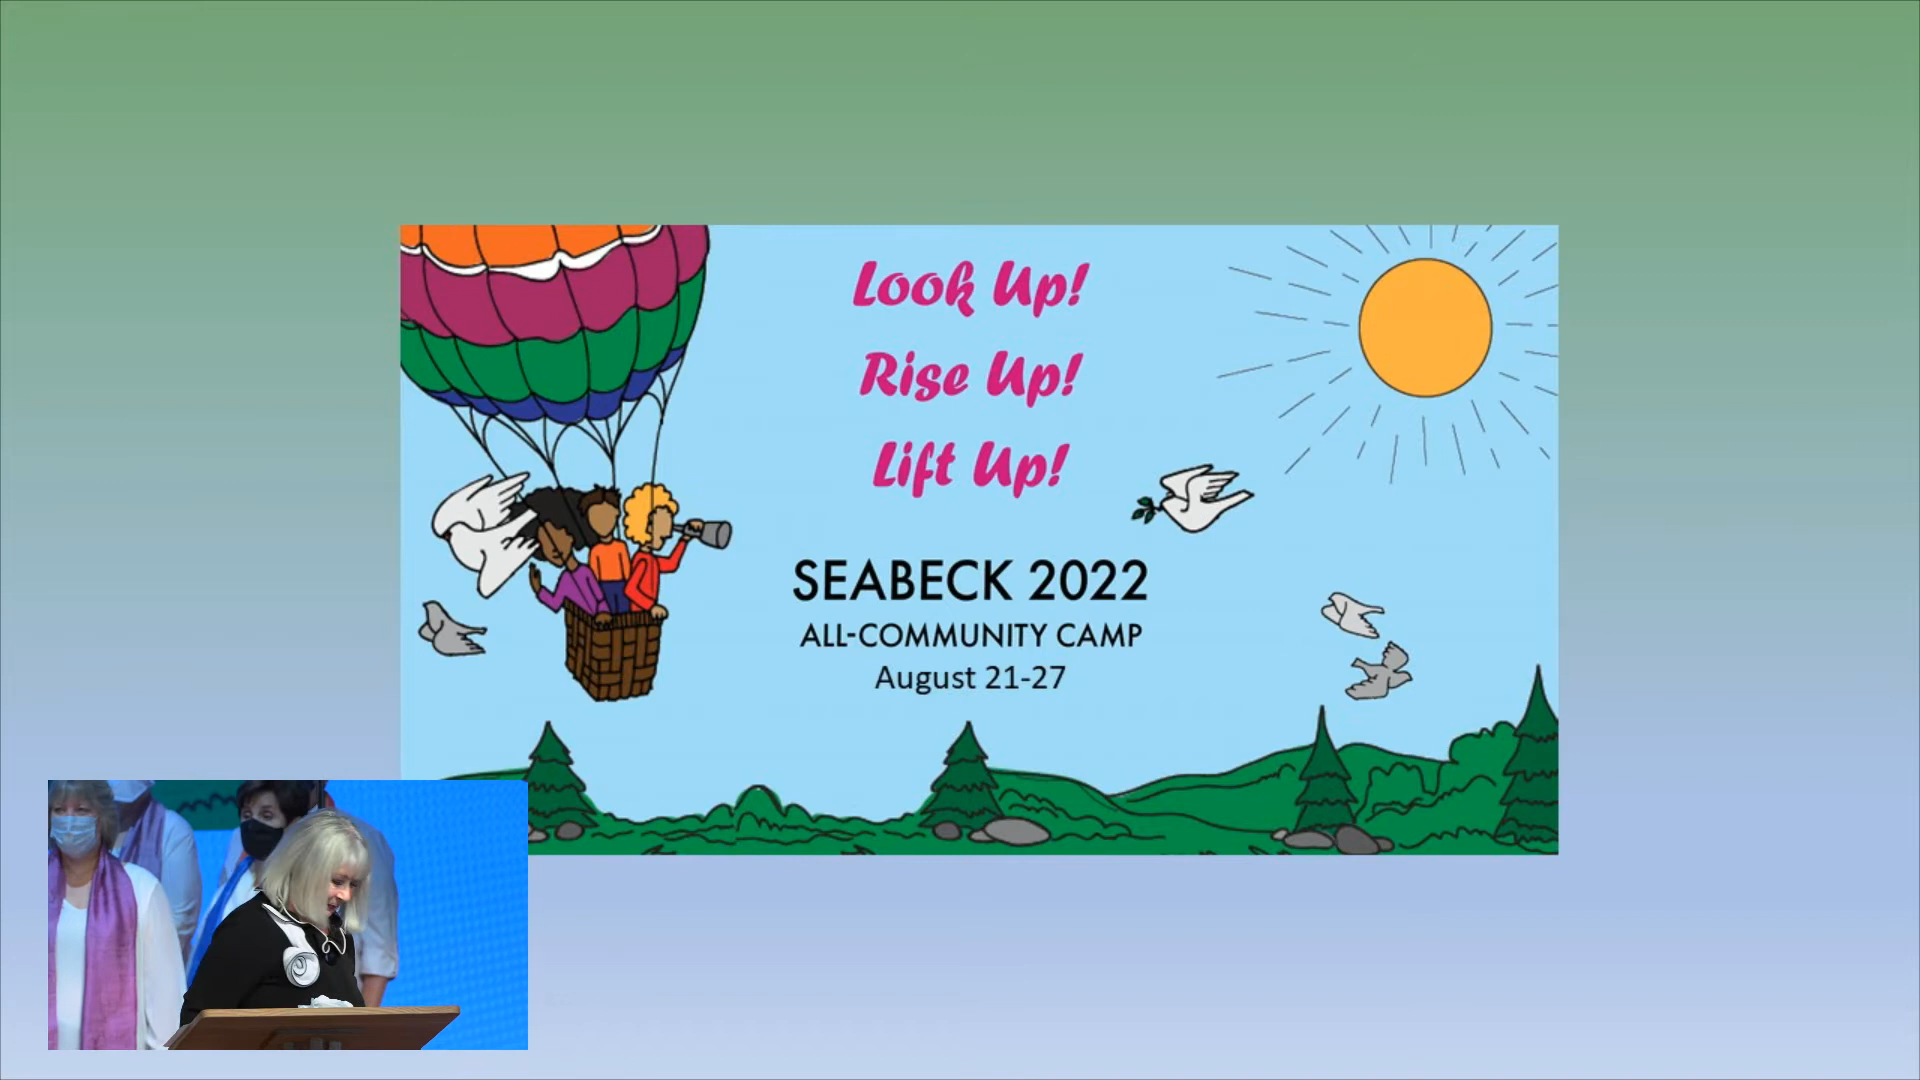 Look Up!
Rise Up!
Lift Up!
SEABECK 2022
ALL-COMMUNITY CAMP
August 21-27